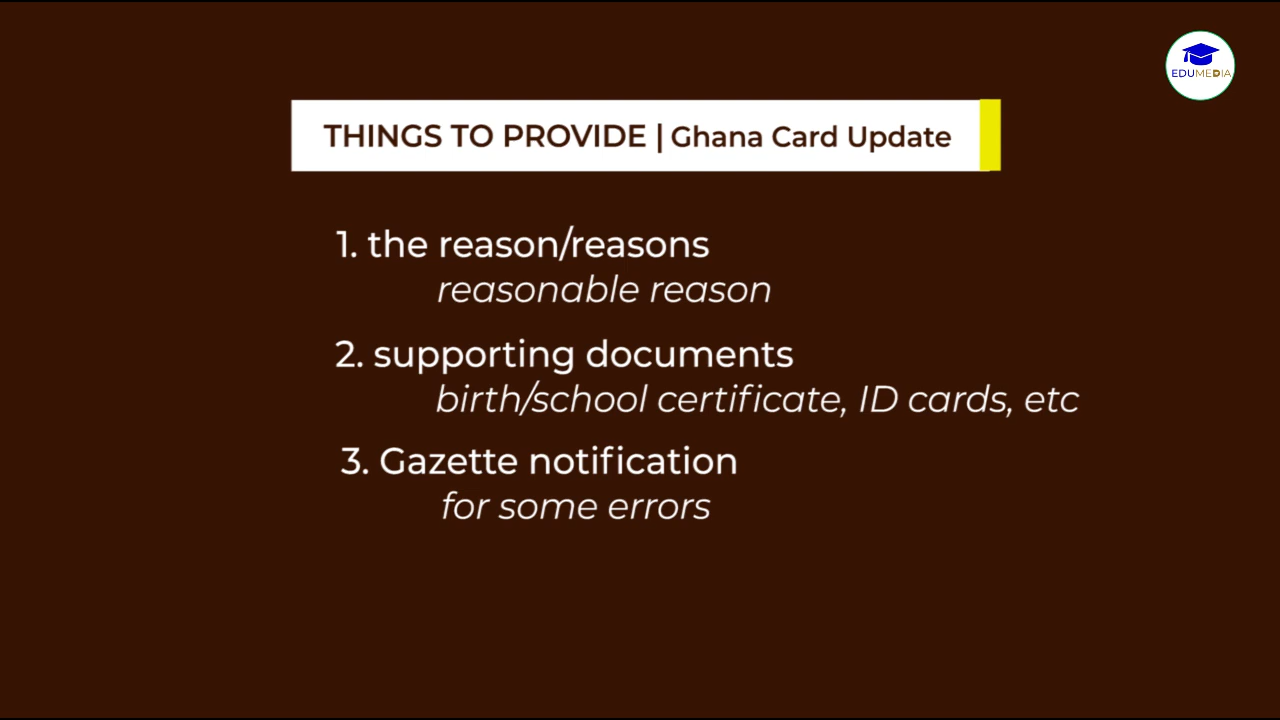 EDUMEDIA
THINGS TO PROVIDE | Ghana Card Update
1. the reason/reasons
reasonable reason
2. supporting documents
birth/school certificate, ID cards, etc
3. Gazette notification
for some errors